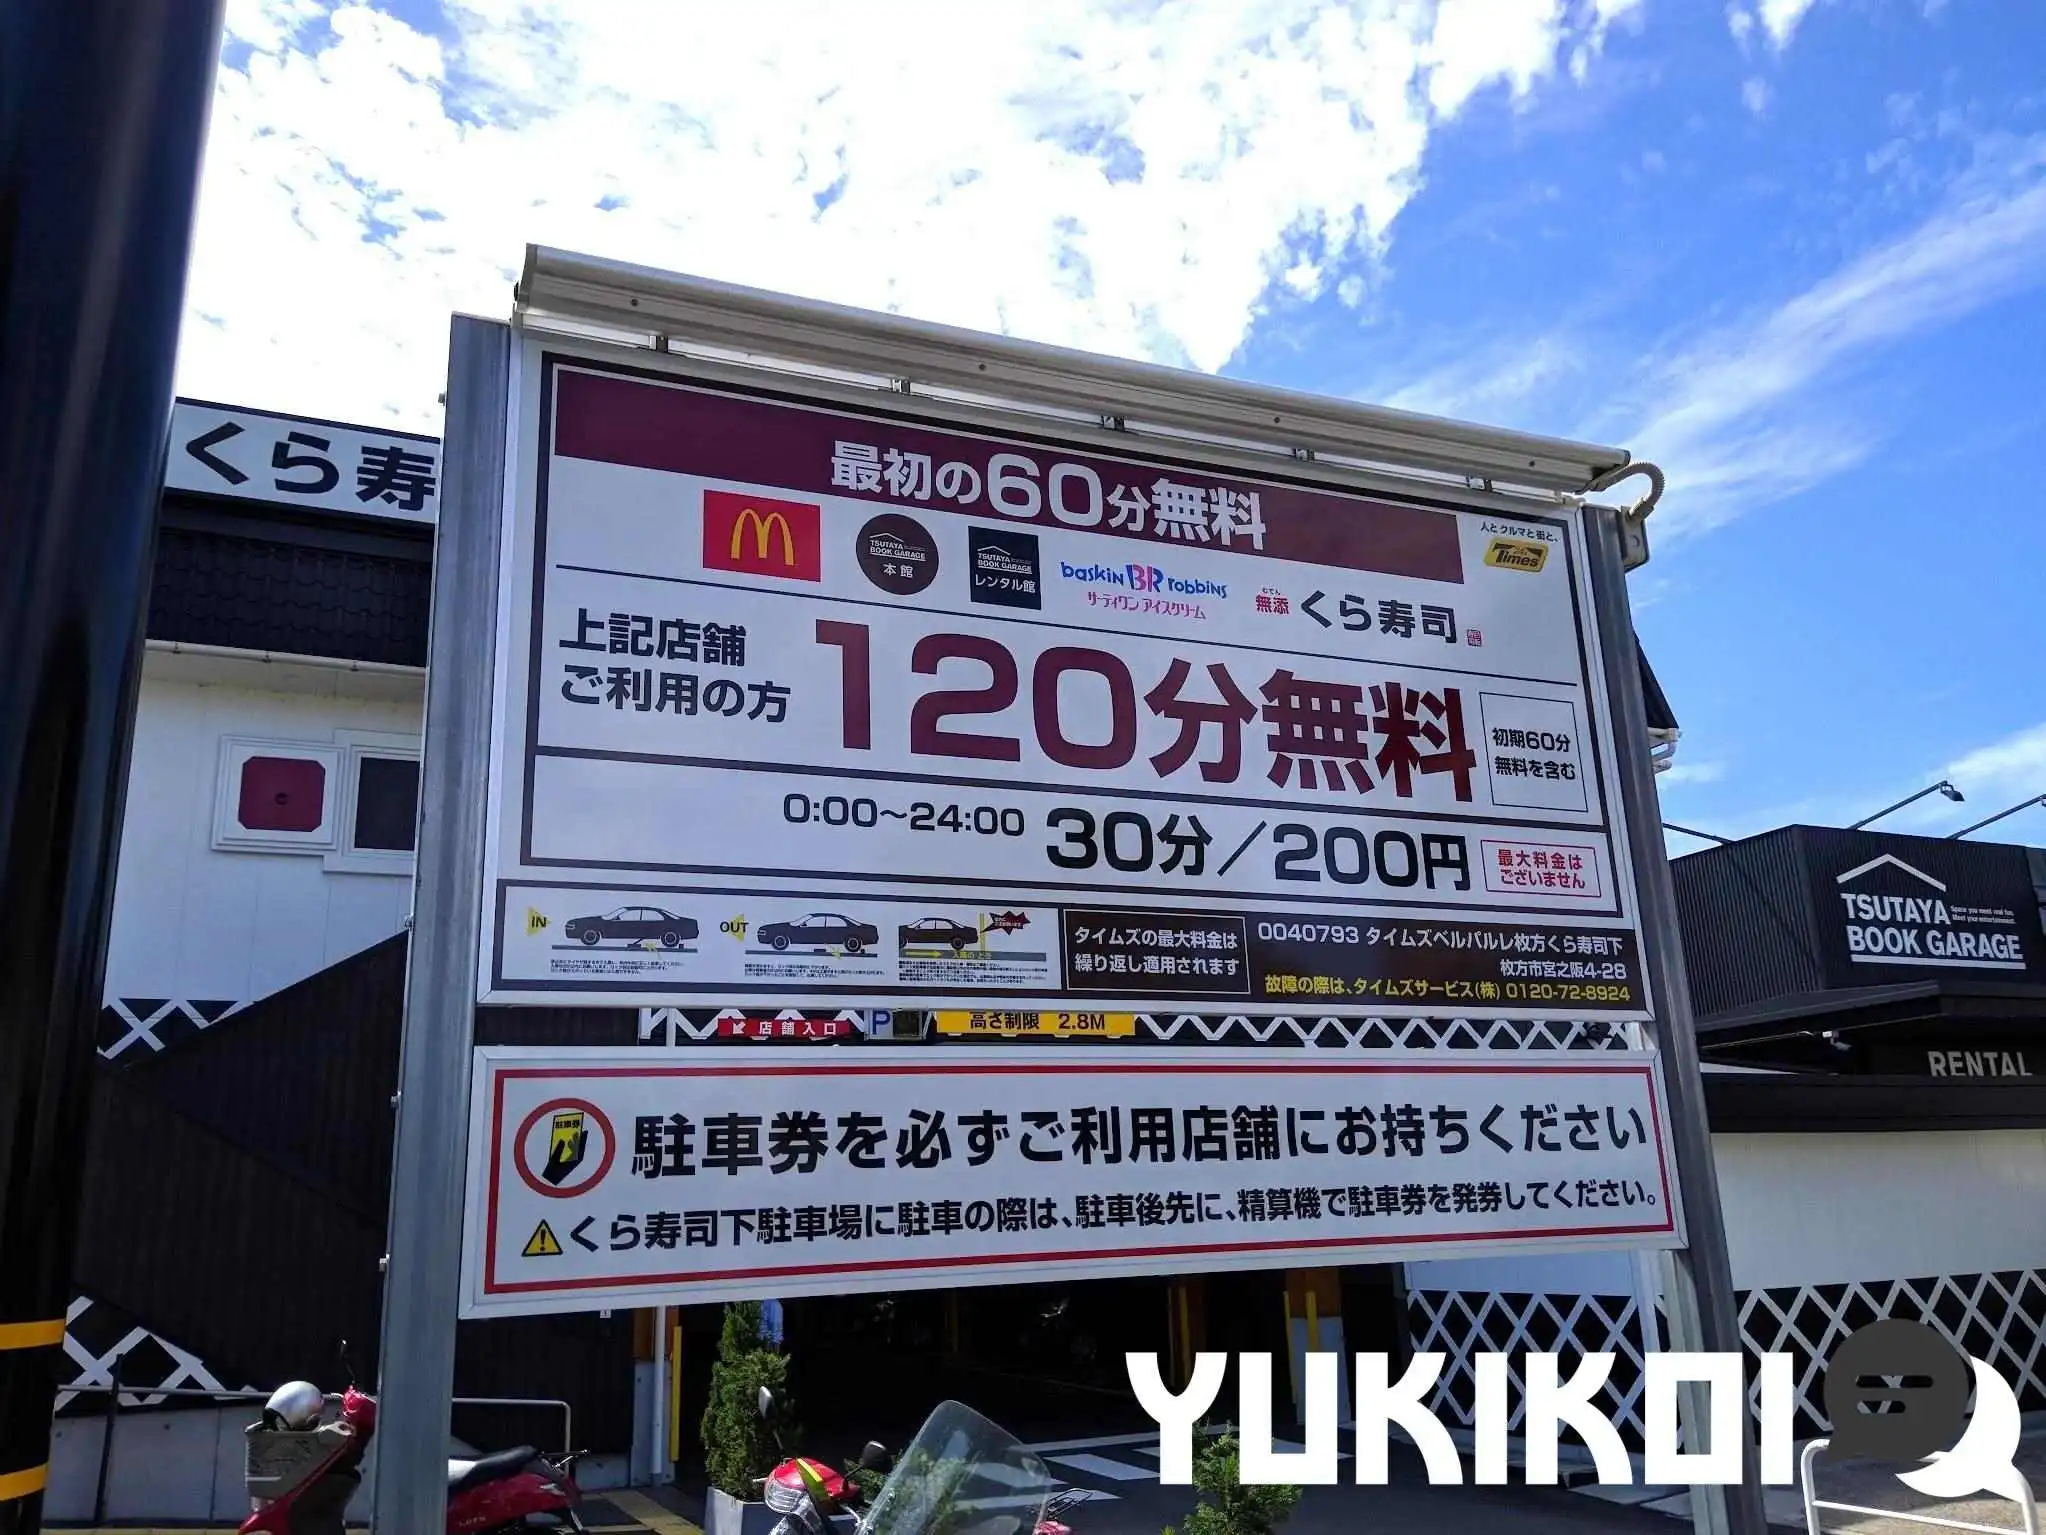 くら寿
最初の60分無料
人とクルマと街と、
Times
M
TSUTAYA
BOOK GARAGE
本館
TSUTAYA
BOOK GARAGE
レンタル館
baskin BR robbins
サーティワン アイスクリーム
むてん
無添 くら寿司
上記店舗
ご利用の方
120分無料
初期60分
無料を含む
0:00～24:00 30分／200円
最大料金は
ございません
IN
OUT
タイムズの最大料金は
繰り返し適用されます
0040793 タイムズベルパルレ枚方くら寿司下
枚方市宮之阪4-28
故障の際は、タイムズサービス(株) 0120-72-8924
店舗入口
P
高さ制限 2.8M
駐車券
駐車券を必ずご利用店舗にお持ちください
くら寿司下駐車場に駐車の際は、駐車後先に、精算機で駐車券を発券してください。
TSUTAYA
Space you meet and fun.
Meet your entertainment.
BOOK GARAGE
RENTAL
YUKIKOI